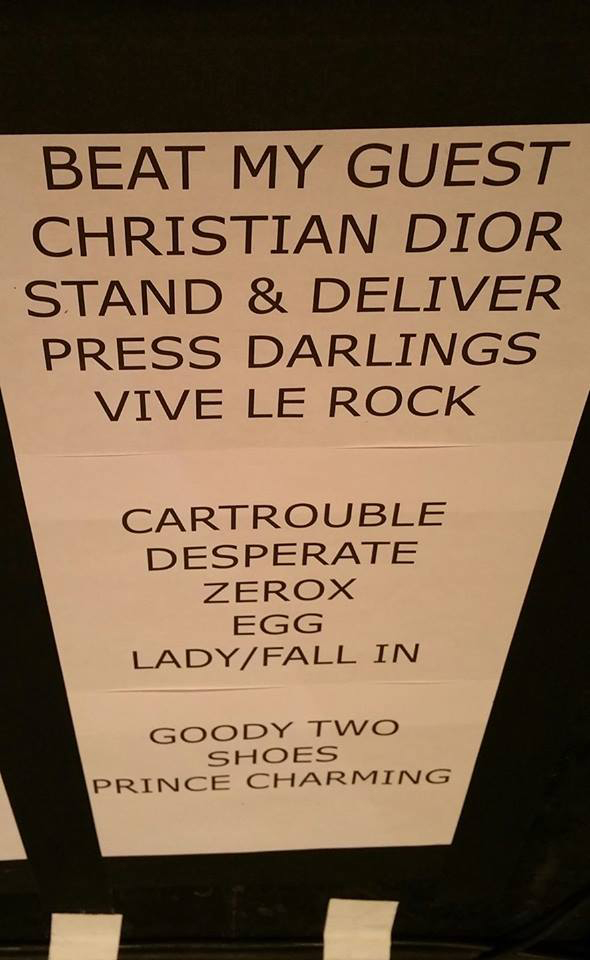 BEAT MY GUEST
CHRISTIAN DIOR
STAND & DELIVER
PRESS DARLINGS
VIVE LE ROCK
CARTROUBLE
DESPERATE
ZEROX
EGG
LADY/FALL IN
GOODY TWO
SHOES
PRINCE CHARMING